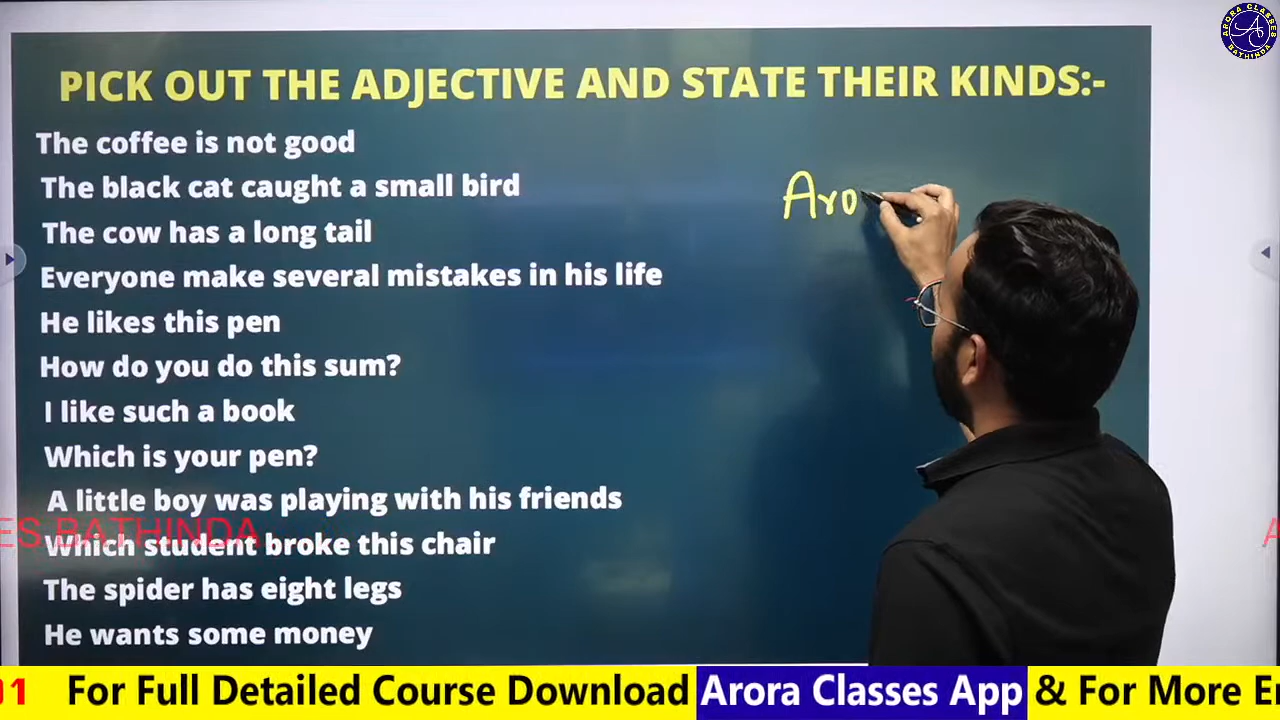 ARORA CLASSES
BATHINDA
PICK OUT THE ADJECTIVE AND STATE THEIR KINDS:-
The coffee is not good
The black cat caught a small bird
Aro
The cow has a long tail
Everyone make several mistakes in his life
He likes this pen
How do you do this sum?
I like such a book
Which is your pen?
A little boy was playing with his friends
ES BATHINDA
Which student broke this chair
The spider has eight legs
He wants some money
For Full Detailed Course Download Arora Classes App & For More